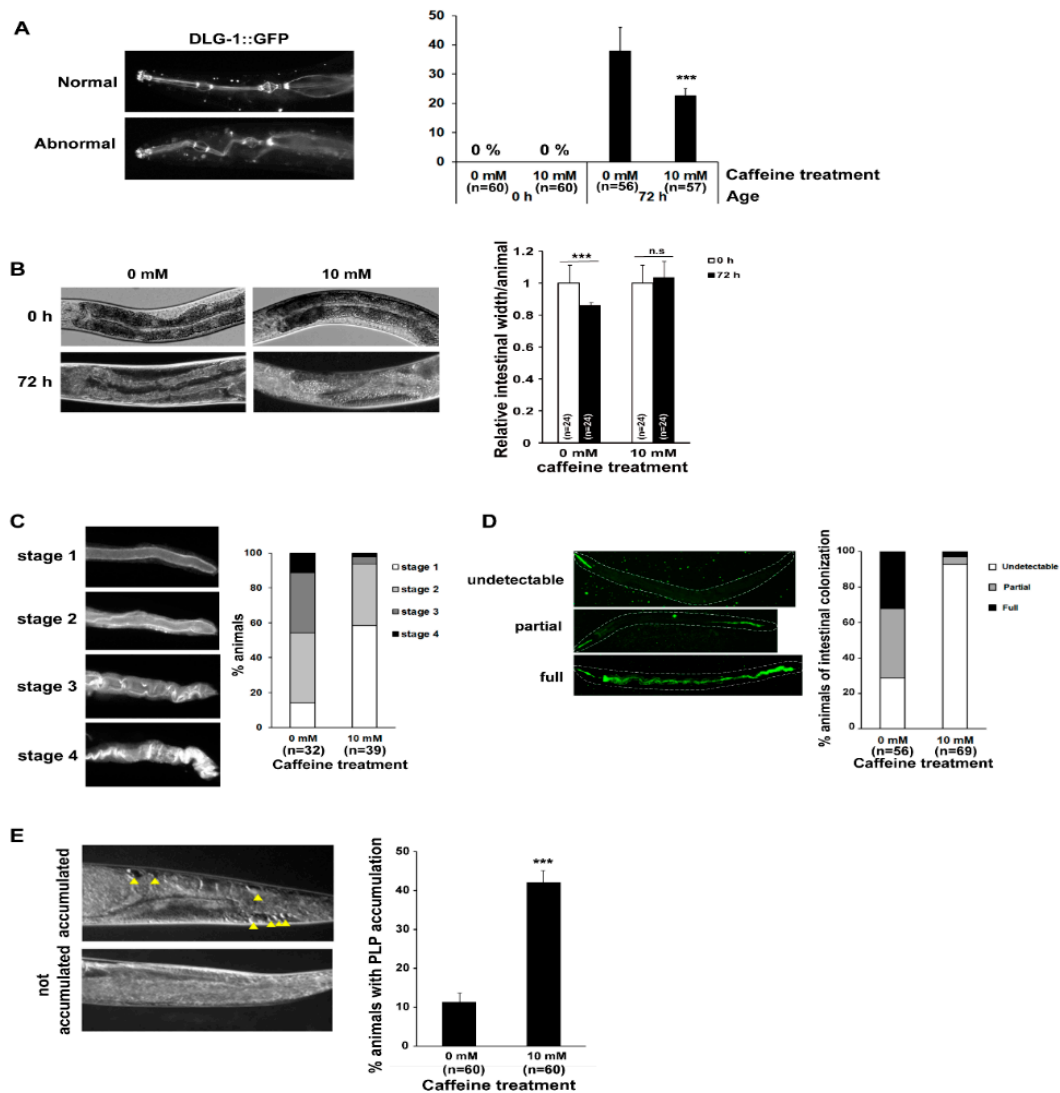 A
DLG-1::GFP
Normal
Abnormal
50
40
30
20
10
0
0 %
0 %
***
0 mM
10 mM
0 mM
10 mM
Caffeine treatment
(n=60)
(n=60)
(n=56)
(n=57)
0 h
72 h
Age
B
0 mM
10 mM
0 h
72 h
Relative intestinal width/animal
1.2
1
0.8
0.6
0.4
0.2
0
***
n.s
0 h
72 h
(n=24)
(n=24)
(n=24)
(n=24)
0 mM
10 mM
caffeine treatment
C
stage 1
stage 2
stage 3
stage 4
% animals
100
80
60
40
20
0
stage 1
stage 2
stage 3
stage 4
0 mM
10 mM
(n=32)
(n=39)
Caffeine treatment
D
undetectable
partial
full
% animals of intestinal colonization
100
80
60
40
20
0
Undetectable
Partial
Full
0 mM
10 mM
(n=56)
(n=69)
Caffeine treatment
E
accumulated
not
accumulated
% animals with PLP accumulation
50
40
30
20
10
0
***
0 mM
10 mM
(n=60)
(n=60)
Caffeine treatment